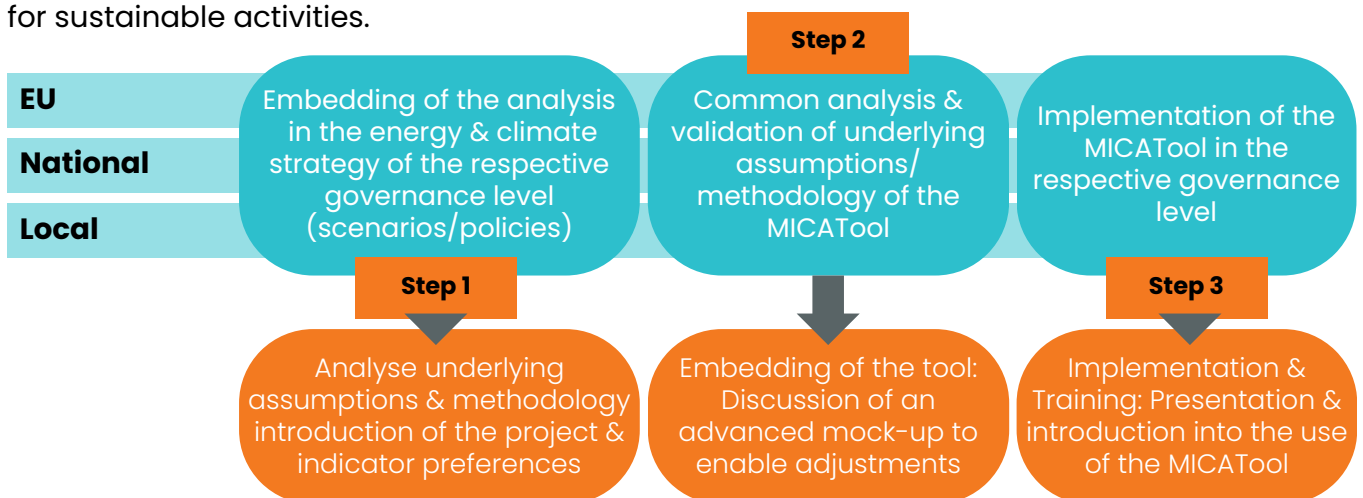 for sustainable activities.
Step 2
EU
National
Local
Embedding of the analysis
in the energy & climate
strategy of the respective
governance level
(scenarios/policies)
Common analysis &
validation of underlying
assumptions/
methodology of the
MICATool
Implementation of the
MICATool in the
respective governance
level
Step 1
Step 3
Analyse underlying
assumptions & methodology
introduction of the project &
indicator preferences
Embedding of the tool:
Discussion of an
advanced mock-up to
enable adjustments
Implementation &
Training: Presentation &
introduction into the use
of the MICATool